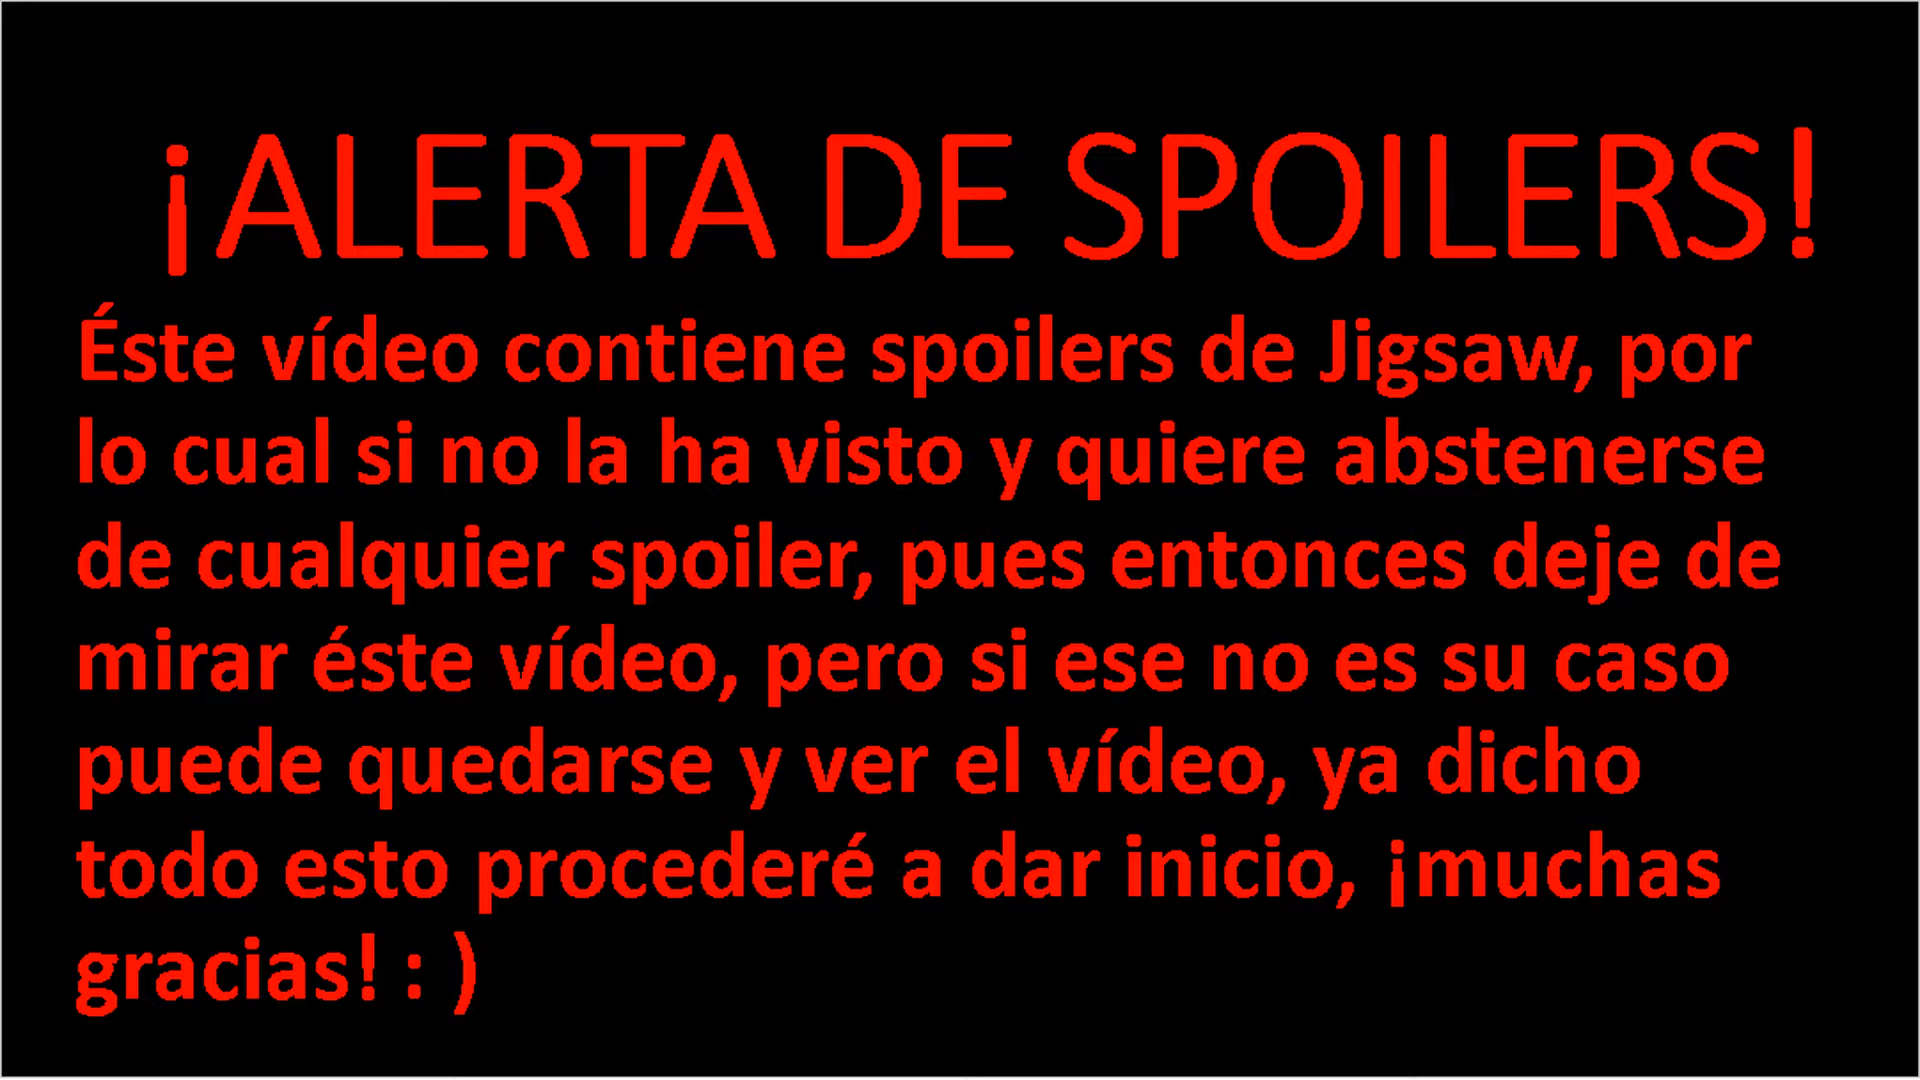 ¡ALERTA DE SPOILERS!
Éste vídeo contiene spoilers de Jigsaw, por
lo cual si no la ha visto y quiere abstenerse
de cualquier spoiler, pues entonces deje de
mirar éste vídeo, pero si ese no es su caso
puede quedarse y ver el vídeo, ya dicho
todo esto procederé a dar inicio, ¡muchas
gracias! : )